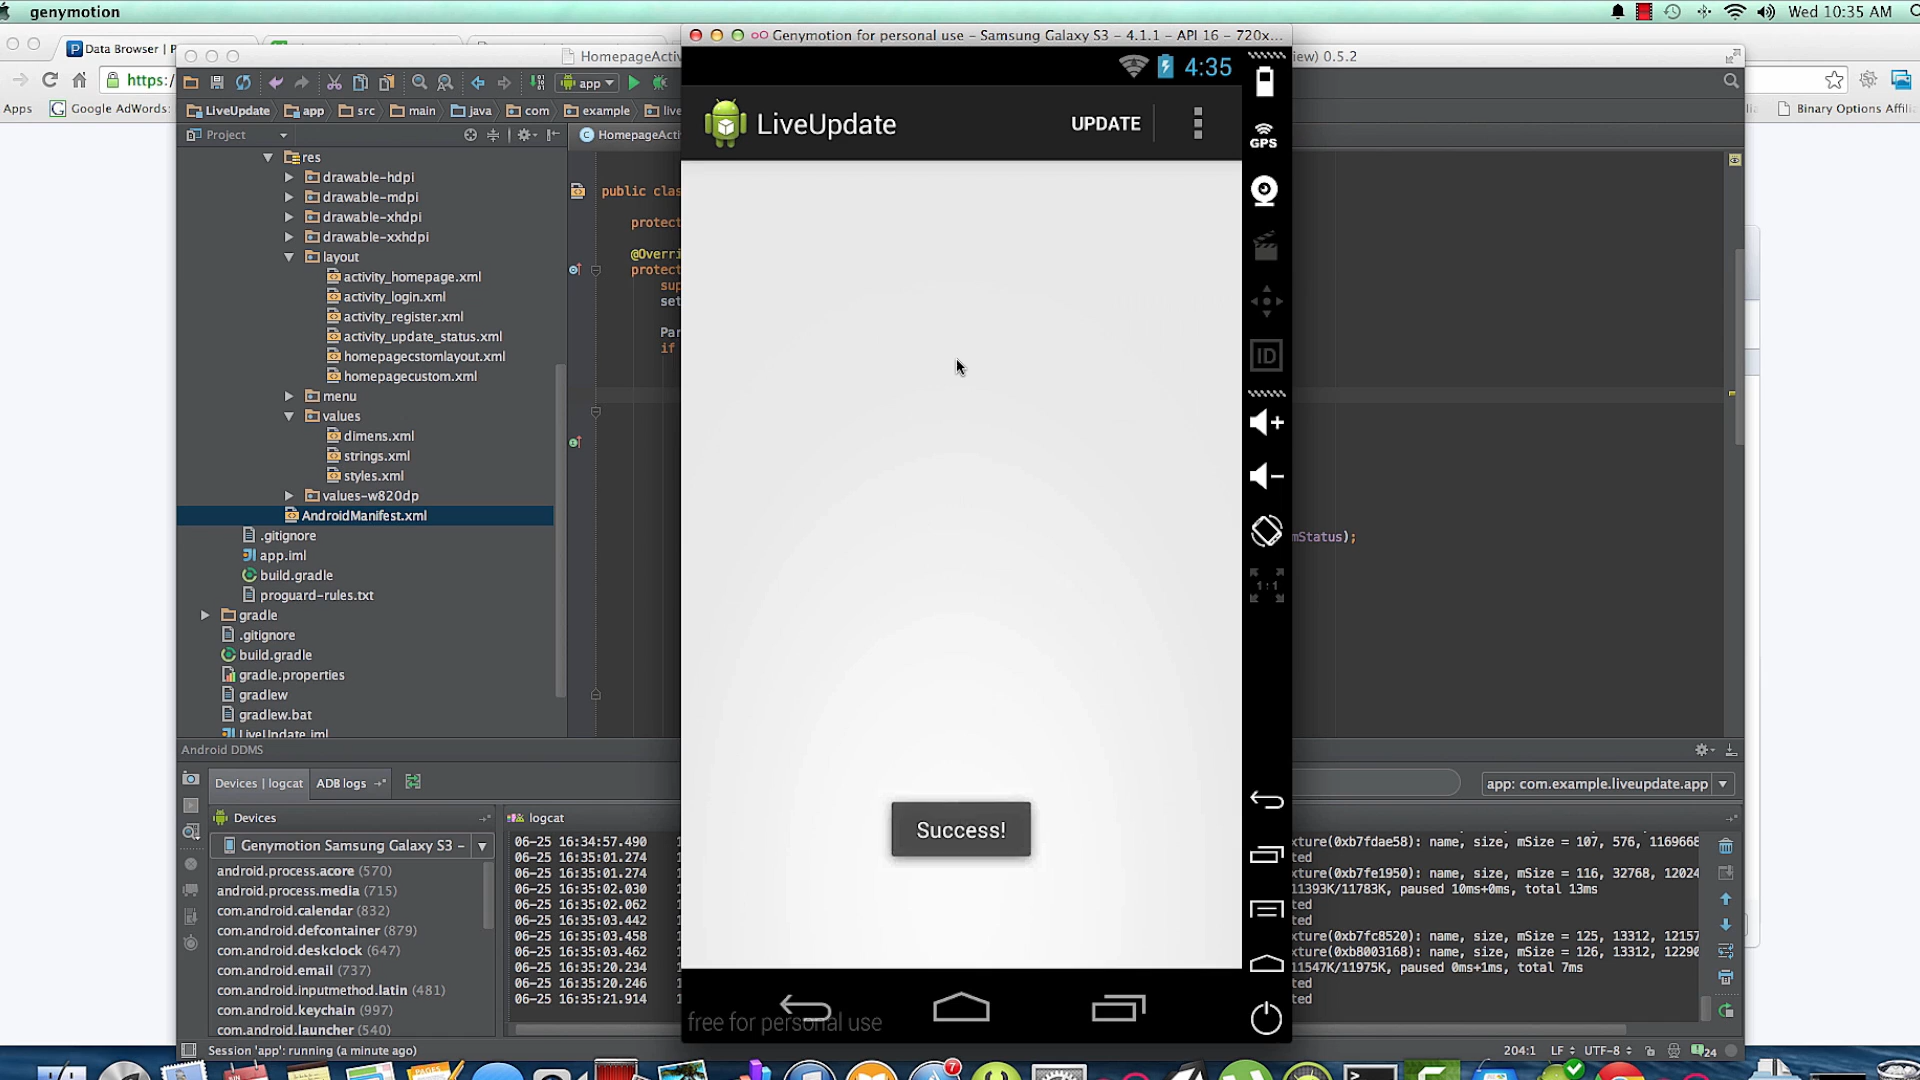 genymotion
Wed 10:35 AM
Data Browser | P
HomepageActiv
iew) 0.5.2
Genymotion for personal use – Samsung Galaxy S3 – 4.1.1 – API 16 – 720x...
https:/
app
Apps
Google AdWords:
Binary Options Affilia
LiveUpdate
app
src
main
java
com
example
live
Project
HomepageActi
res
drawable-hdpi
drawable-mdpi
drawable-xhdpi
drawable-xxhdpi
layout
activity_homepage.xml
activity_login.xml
activity_register.xml
activity_update_status.xml
homepagecstomlayout.xml
homepagecustom.xml
menu
values
dimens.xml
strings.xml
styles.xml
values-w820dp
AndroidManifest.xml
.gitignore
app.iml
build.gradle
proguard-rules.txt
gradle
.gitignore
build.gradle
gradle.properties
gradlew
gradlew.bat
LiveUpdate.iml
public clas
protect
@Overri
protect
sup
set
Par
if
mStatus);
4:35
LiveUpdate
UPDATE
GPS
ID
1:1
Success!
free for personal use
Android DDMS
Devices | logcat
ADB logs
app: com.example.liveupdate.app
Devices
Genymotion Samsung Galaxy S3 –
android.process.acore (570)
android.process.media (715)
com.android.calendar (832)
com.android.defcontainer (879)
com.android.deskclock (647)
com.android.email (737)
com.android.inputmethod.latin (481)
com.android.keychain (997)
com.android.launcher (540)
logcat
06-25 16:34:57.490
06-25 16:35:01.274
06-25 16:35:01.274
06-25 16:35:02.030
06-25 16:35:02.062
06-25 16:35:03.442
06-25 16:35:03.458
06-25 16:35:03.462
06-25 16:35:20.234
06-25 16:35:20.246
06-25 16:35:21.914
xture(0xb7fdae58): name, size, mSize = 107, 576, 1169668
ted
xture(0xb7fe1950): name, size, mSize = 116, 32768, 12024
11393K/11783K, paused 10ms+0ms, total 13ms
ted
ted
xture(0xb7fc8520): name, size, mSize = 125, 13312, 12157
xture(0xb8003168): name, size, mSize = 126, 13312, 12290
11547K/11975K, paused 0ms+1ms, total 7ms
ted
ted
Session 'app': running (a minute ago)
204:1
LF
UTF-8
24
7